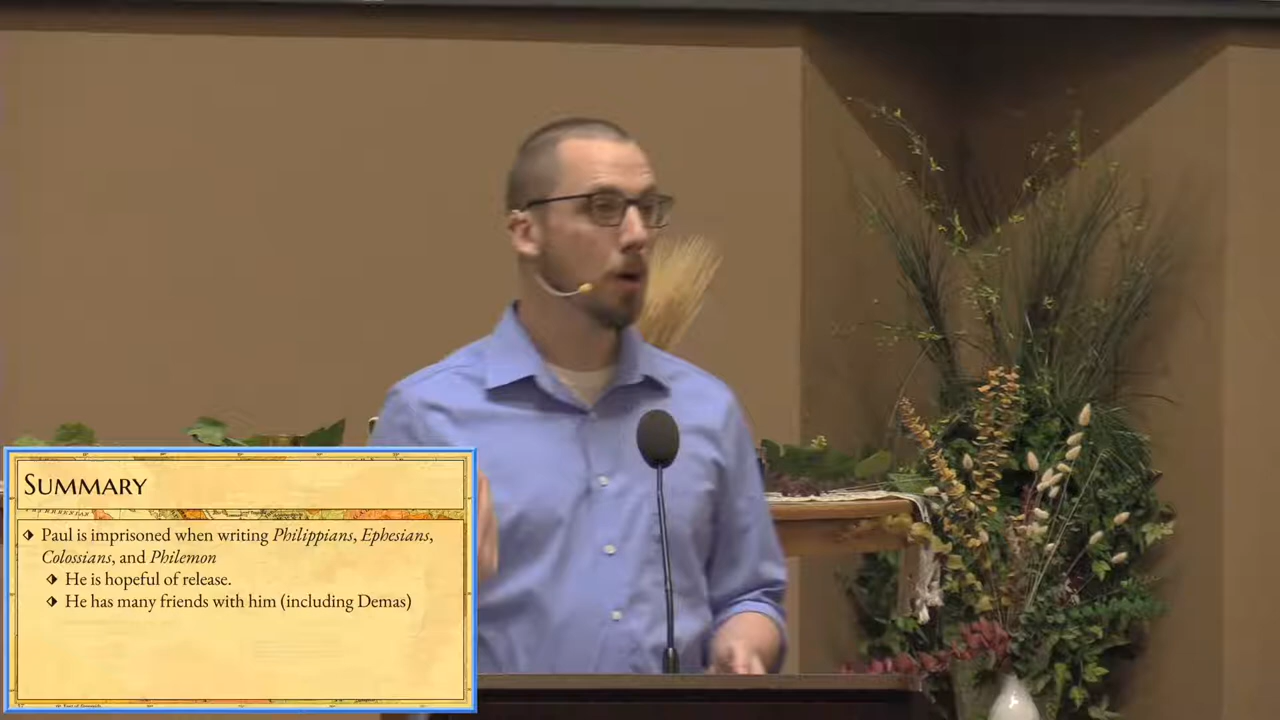 Summary
Paul is imprisoned when writing Philippians, Ephesians,
Colossians, and Philemon
He is hopeful of release.
He has many friends with him (including Demas)